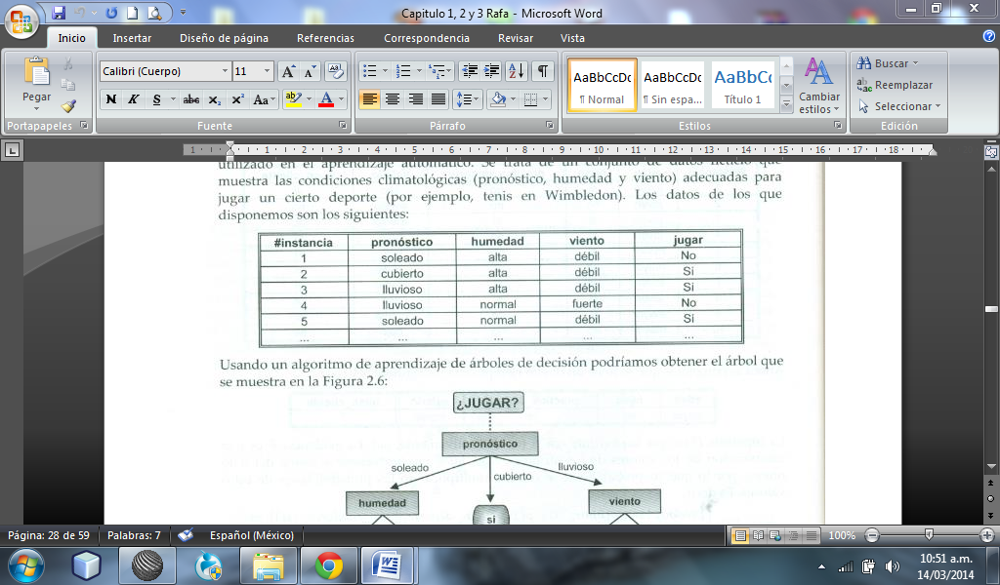 Capitulo 1, 2 y 3 Rafa - Microsoft Word
Inicio Insertar Diseño de página Referencias Correspondencia Revisar Vista
Calibri (Cuerpo) 11
Pegar
N K S abc x₂ x² Aa ab A
AaBbCcDc AaBbCcDc AaBbCc
¶ Normal ¶ Sin espa... Título 1
Cambiar estilos
Buscar
Reemplazar
Seleccionar
Portapapeles Fuente Párrafo Estilos Edición
1 1 2 3 4 5 6 7 8 9 10 11 12 13 14 15 16 17 18
utilizado en el aprendizaje automático. Se trata de un conjunto de datos ficticio que
muestra las condiciones climatológicas (pronóstico, humedad y viento) adecuadas para
jugar un cierto deporte (por ejemplo, tenis en Wimbledon). Los datos de los que
disponemos son los siguientes:
#instancia pronóstico humedad viento jugar
1 soleado alta débil No
2 cubierto alta débil Si
3 lluvioso alta débil Si
4 lluvioso normal fuerte No
5 soleado normal débil Si
... ... ... ... ...
Usando un algoritmo de aprendizaje de árboles de decisión podríamos obtener el árbol que
se muestra en la Figura 2.6:
¿JUGAR?
pronóstico
soleado cubierto lluvioso
humedad si viento
Página: 28 de 59 Palabras: 7 Español (México) 100%
10:51 a.m.
14/03/2014